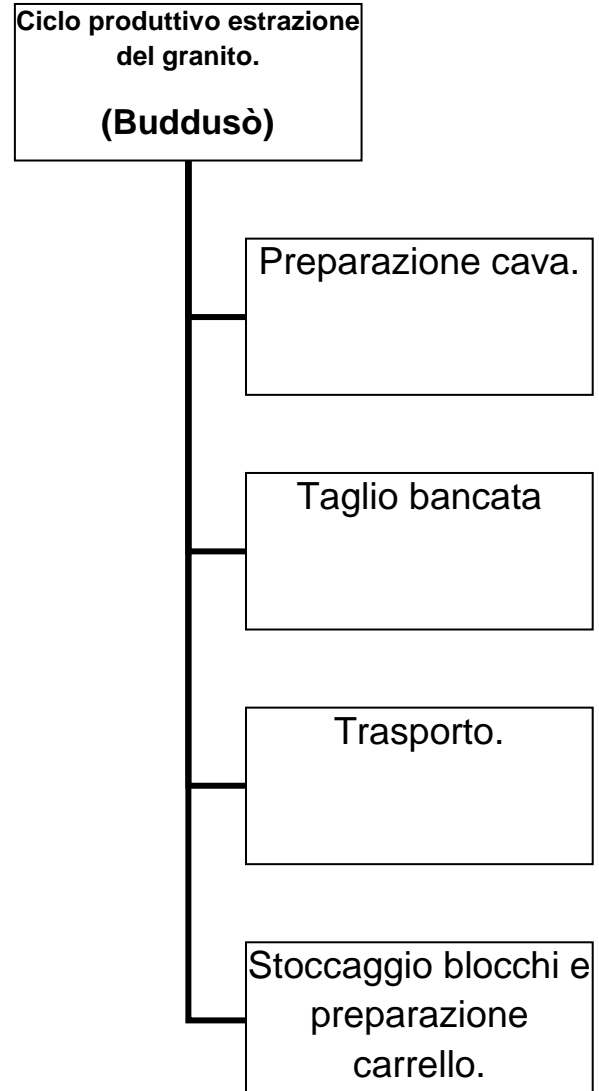 Ciclo produttivo estrazione
del granito.
(Buddusò)
Preparazione cava.
Taglio bancata
Trasporto.
Stoccaggio blocchi e
preparazione
carrello.